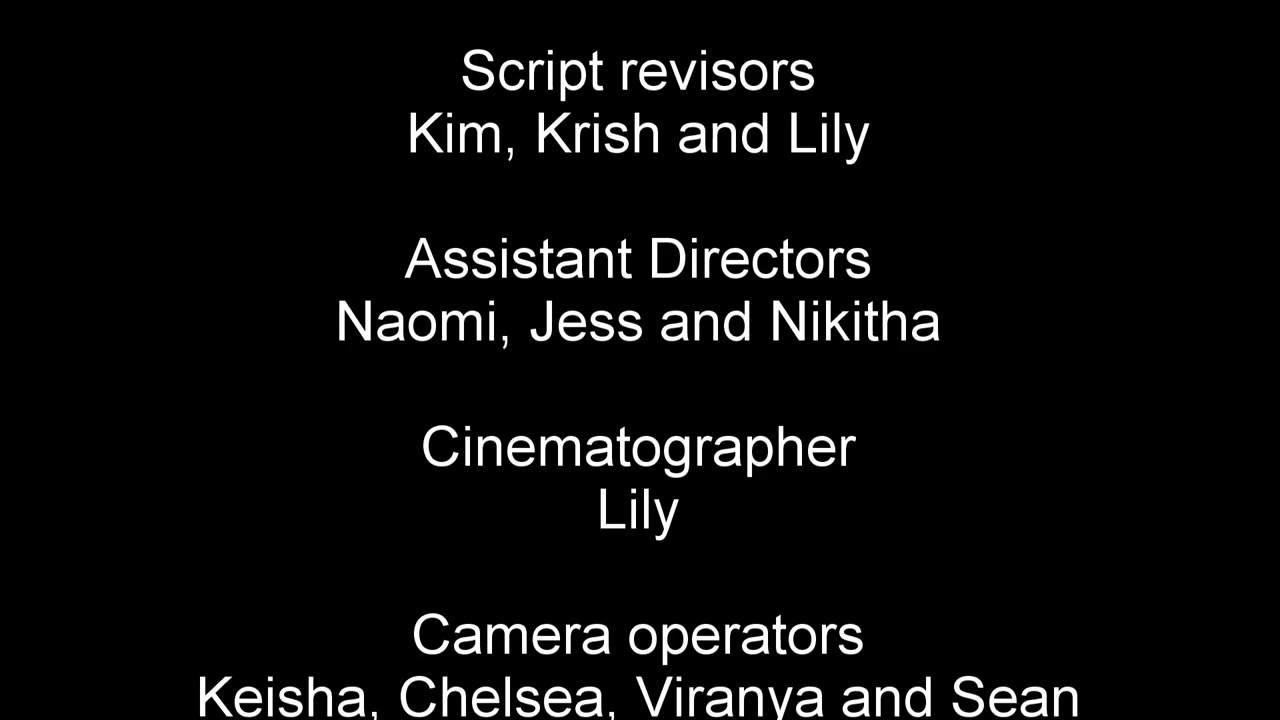 Script revisors
Kim, Krish and Lily
Assistant Directors
Naomi, Jess and Nikitha
Cinematographer
Lily
Camera operators
Keisha, Chelsea, Viranya and Sean